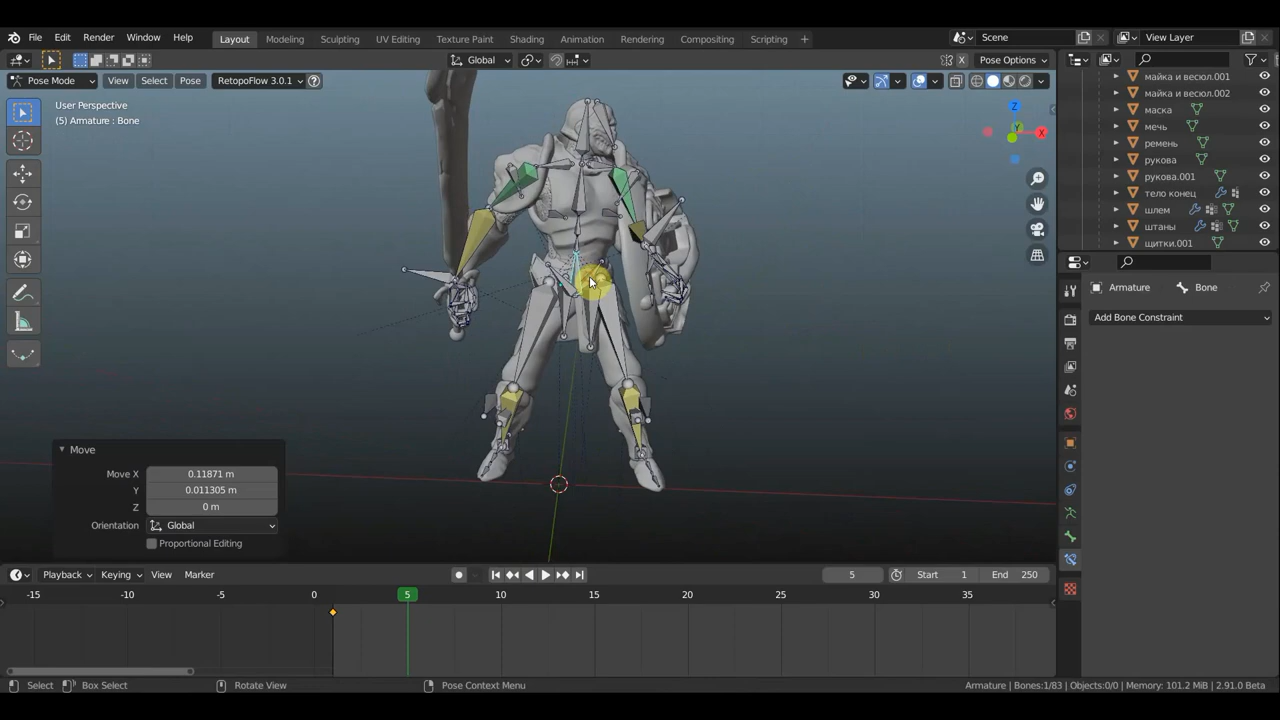 File Edit Render Window Help Layout Modeling Sculpting UV Editing Texture Paint Shading Animation Rendering Compositing Scripting + Scene View Layer
Global X Pose Options
Pose Mode View Select Pose RetopoFlow 3.0.1 ?
User Perspective
(5) Armature : Bone
Z
X
Y
майка и весюл.001
майка и весюл.002
маска
мечь
ремень
рукова
рукова.001
тело конец
шлем
штаны
щитки.001
Armature Bone
Add Bone Constraint
Move
Move X 0.11871 m
Y 0.011305 m
Z 0 m
Orientation Global
Proportional Editing
Playback Keying View Marker 5 Start 1 End 250
-15 -10 -5 0 5 10 15 20 25 30 35
Select Box Select Rotate View Pose Context Menu Armature | Bones:1/83 | Objects:0/0 | Memory: 101.2 MiB | 2.91.0 Beta